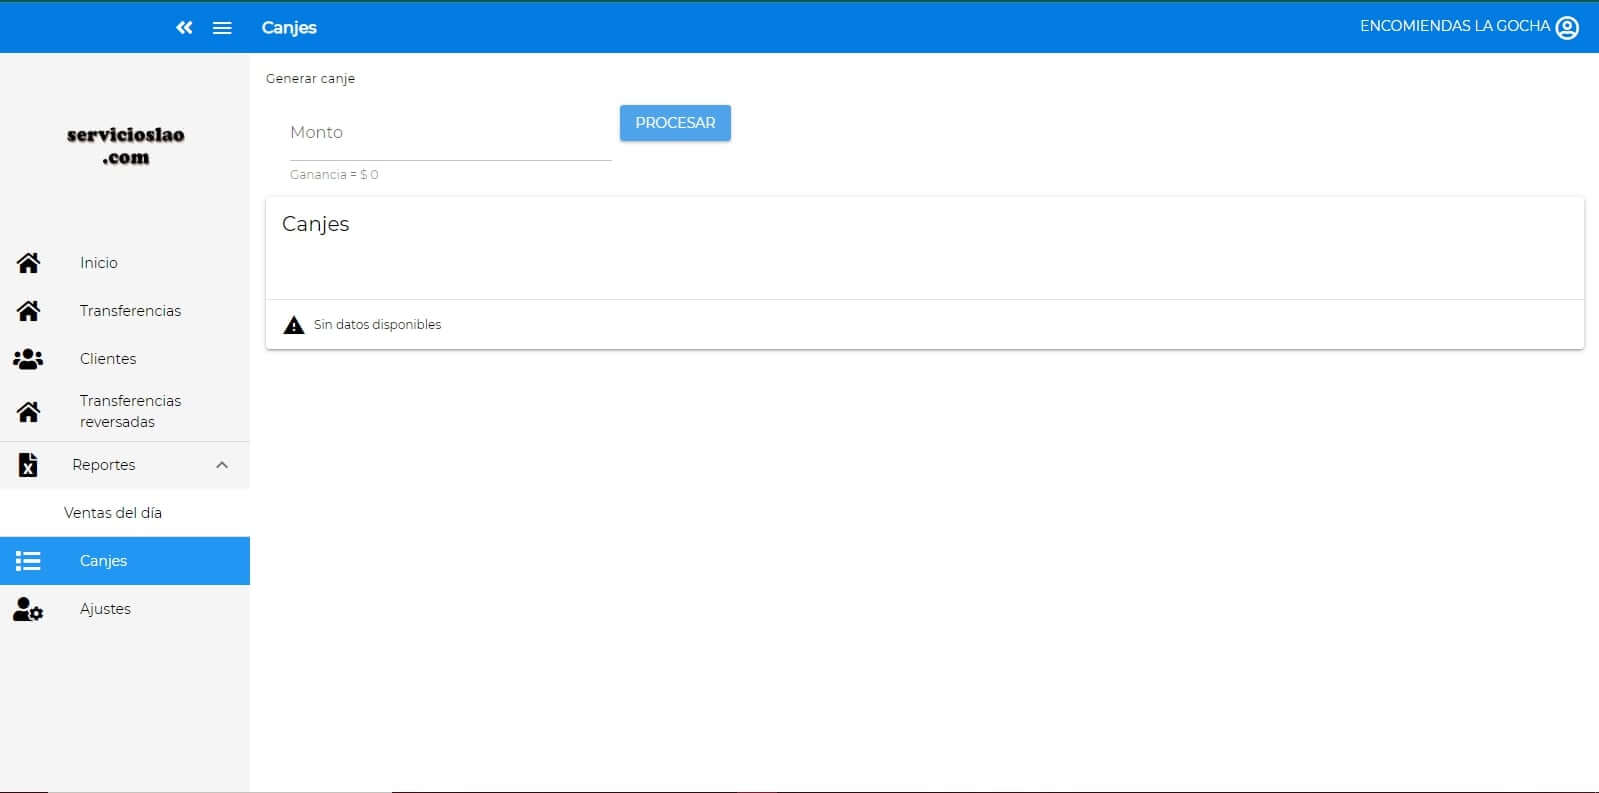 Canjes
ENCOMIENDAS LA GOCHA
servicioslao
.com
Inicio
Transferencias
Clientes
Transferencias
reversadas
Reportes
Ventas del día
Canjes
Ajustes
Generar canje
Monto
PROCESAR
Ganancia = $ 0
Canjes
Sin datos disponibles